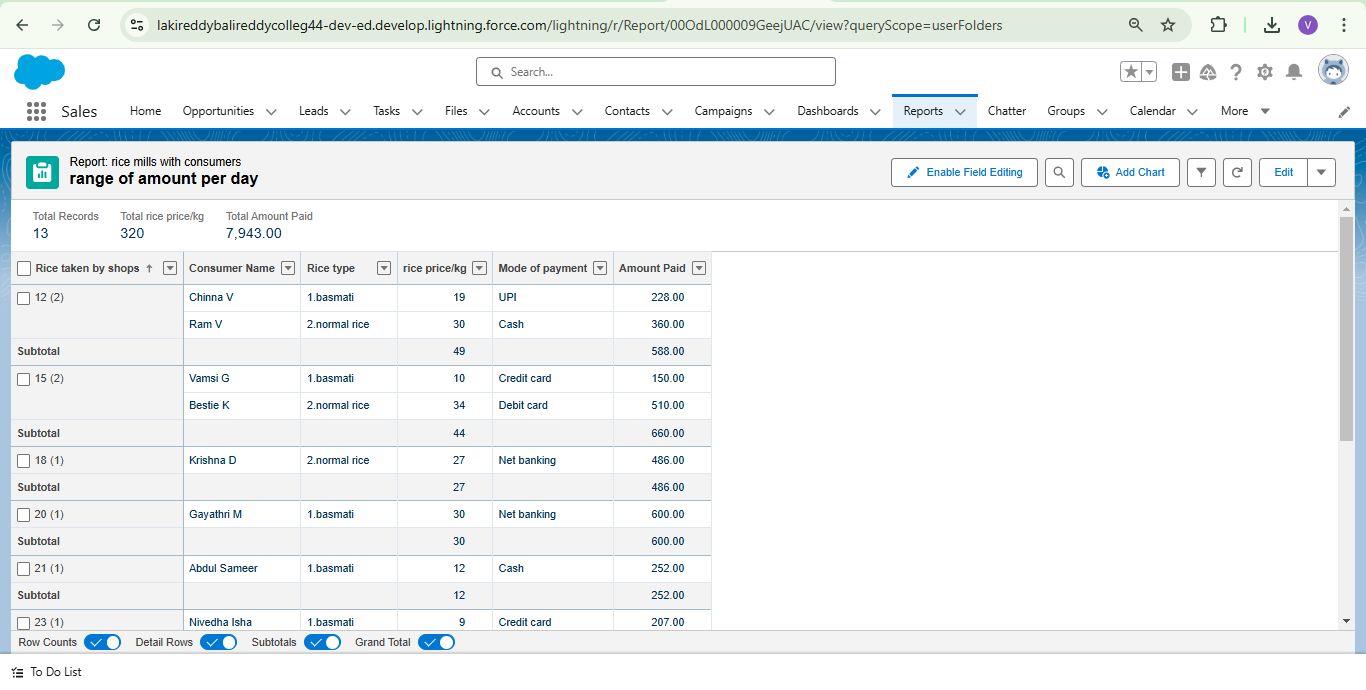 lakireddybalireddycolleg44-dev-ed.develop.lightning.force.com/lightning/r/Report/00OdL000009GeejUAC/view?queryScope=userFolders
V
Search...
Sales Home Opportunities Leads Tasks Files Accounts Contacts Campaigns Dashboards Reports Chatter Groups Calendar More
Report: rice mills with consumers
range of amount per day
Enable Field Editing Add Chart Edit
Total Records Total rice price/kg Total Amount Paid
13 320 7,943.00
Rice taken by shops ↑ Consumer Name Rice type rice price/kg Mode of payment Amount Paid
12 (2) Chinna V 1.basmati 19 UPI 228.00
Ram V 2.normal rice 30 Cash 360.00
Subtotal 49 588.00
15 (2) Vamsi G 1.basmati 10 Credit card 150.00
Bestie K 2.normal rice 34 Debit card 510.00
Subtotal 44 660.00
18 (1) Krishna D 2.normal rice 27 Net banking 486.00
Subtotal 27 486.00
20 (1) Gayathri M 1.basmati 30 Net banking 600.00
Subtotal 30 600.00
21 (1) Abdul Sameer 1.basmati 12 Cash 252.00
Subtotal 12 252.00
23 (1) Nivedha Isha 1.basmati 9 Credit card 207.00
Row Counts Detail Rows Subtotals Grand Total
To Do List